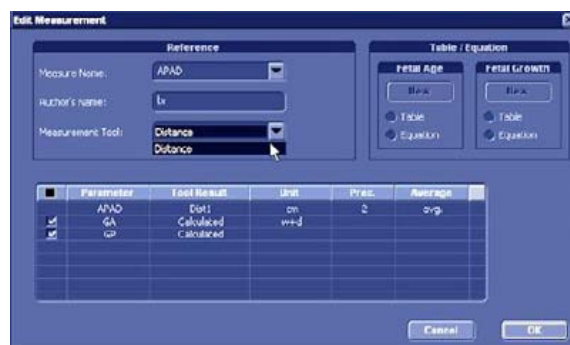 Edit Measurement
Reference
Table / Equation
Measure Name:
APAD
Fetal Age
Fetal Growth
New
New
Author's Name:
Table
Table
Measurement Tool:
Distance
Equation
Equation
Distance
Parameter Tool Result Unit Prec. Average
APAD Dist1 cm 2 avg.
GA Calculated w+d
GP Calculated
Cancel
OK